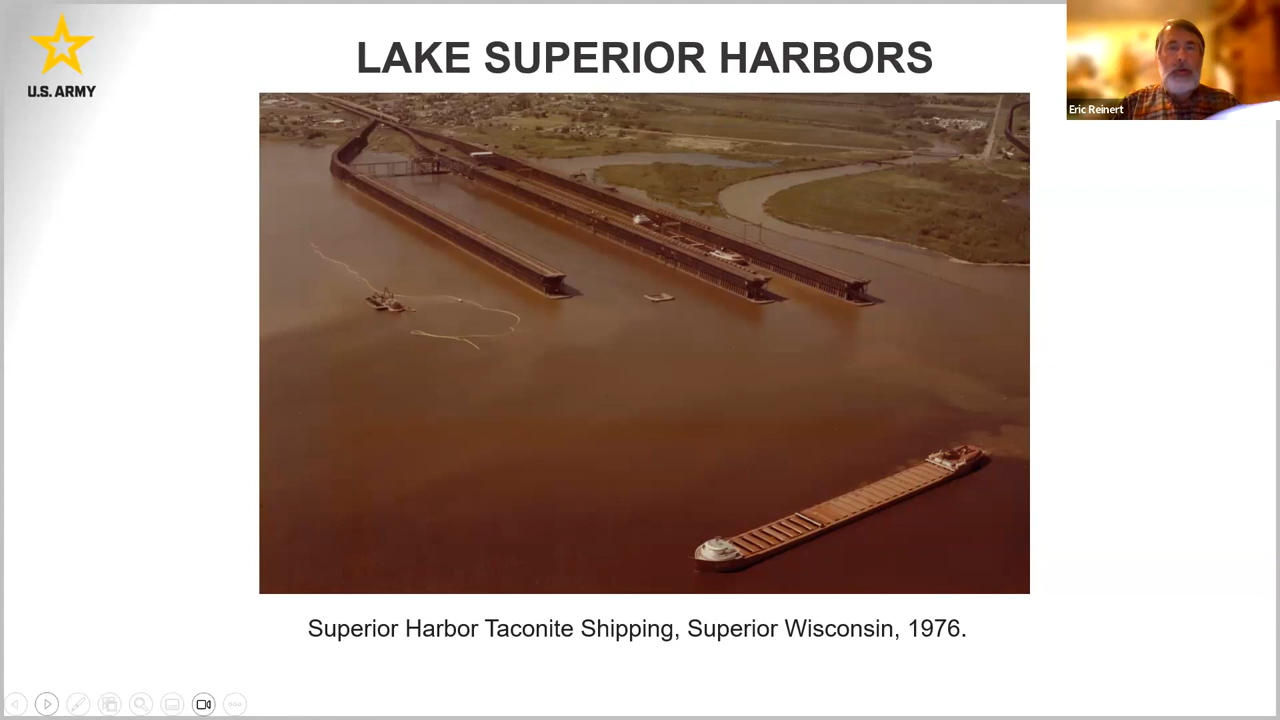 LAKE SUPERIOR HARBORS
U.S. ARMY
Eric Reinert
Superior Harbor Taconite Shipping, Superior Wisconsin, 1976.